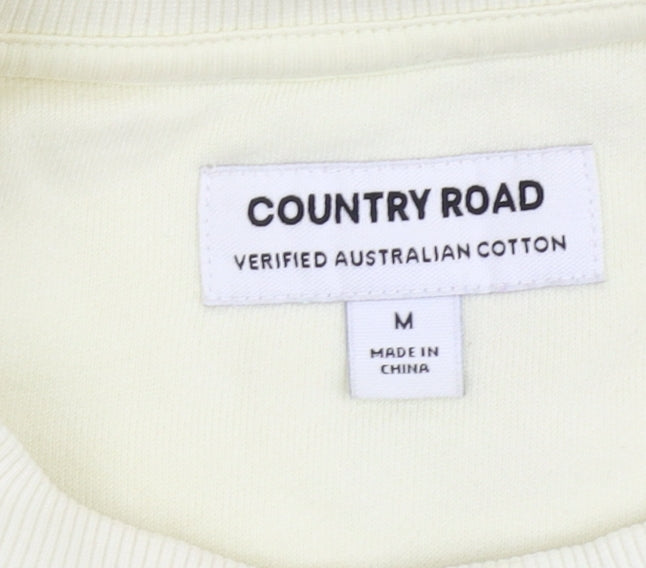 COUNTRY ROAD
VERIFIED AUSTRALIAN COTTON
M
MADE IN
CHINA